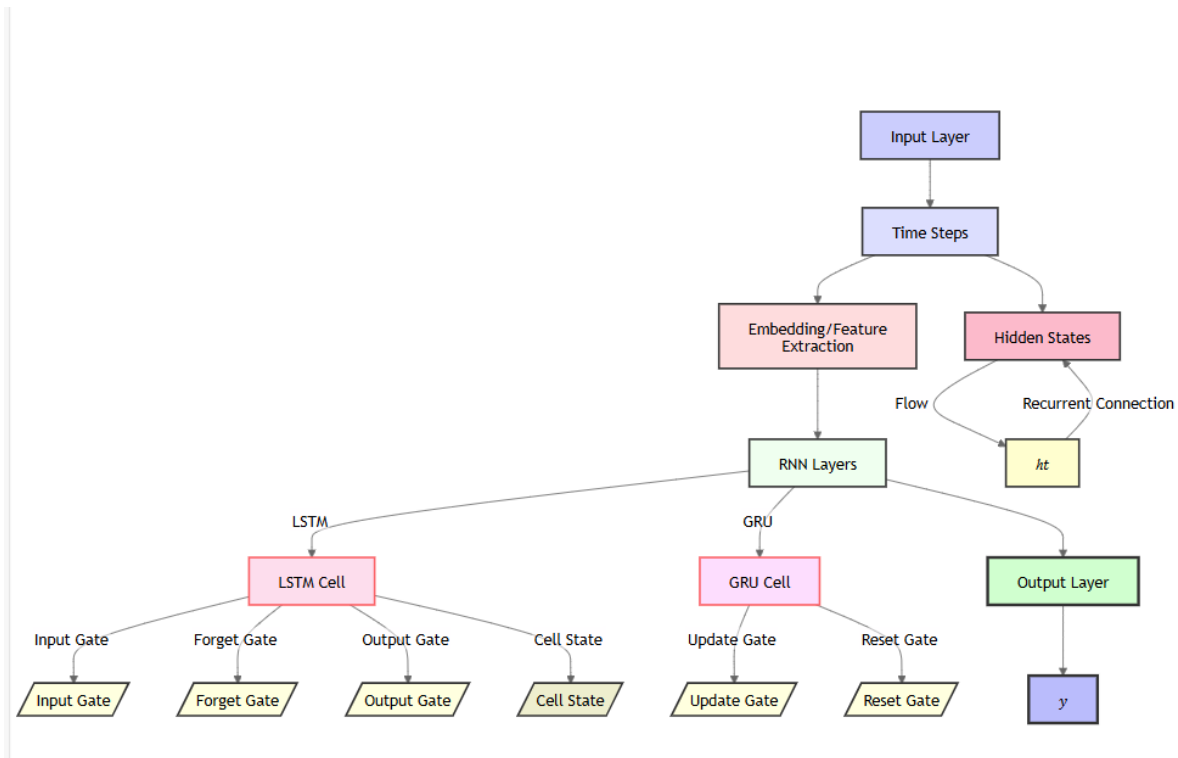 Input Layer
Time Steps
Embedding/Feature
Extraction
Hidden States
Flow
Recurrent Connection
ht
RNN Layers
LSTM
GRU
LSTM Cell
GRU Cell
Output Layer
Input Gate
Forget Gate
Output Gate
Cell State
Update Gate
Reset Gate
Input Gate
Forget Gate
Output Gate
Cell State
Update Gate
Reset Gate
y